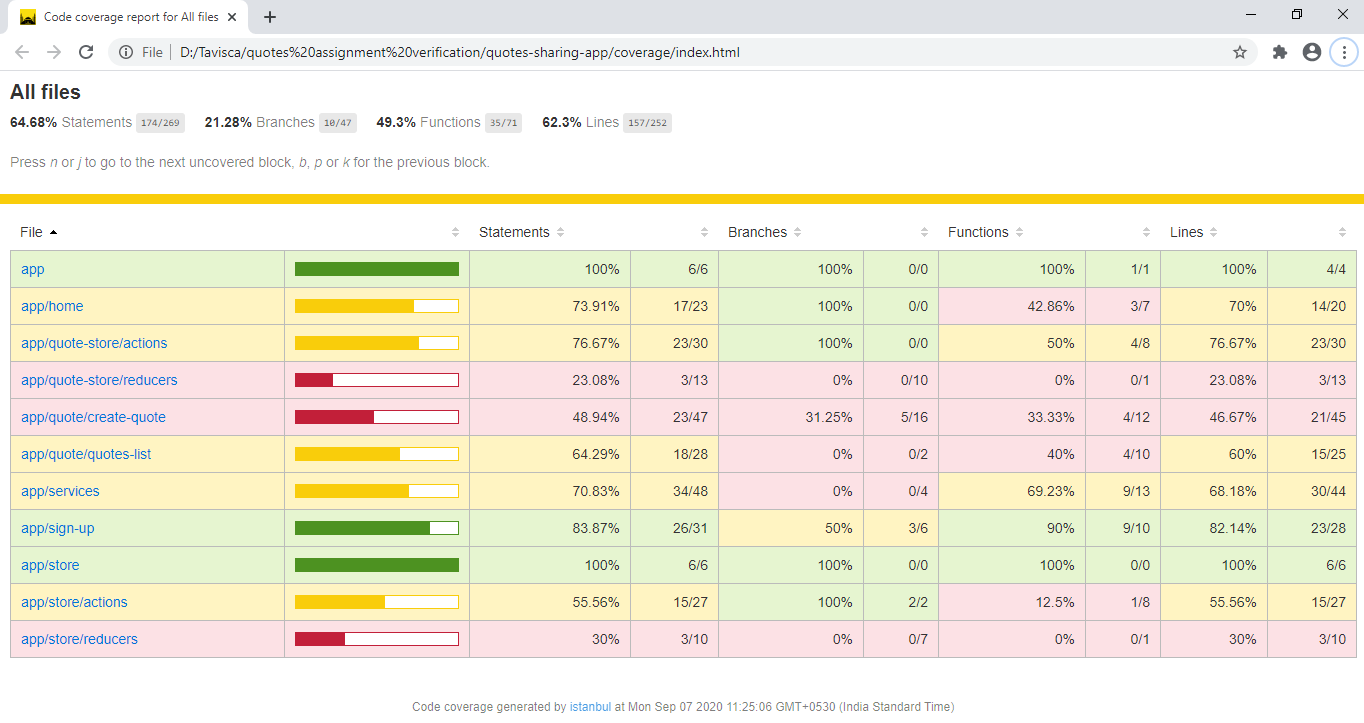 Code coverage report for All files
File D:/Tavisca/quotes%20assignment%20verification/quotes-sharing-app/coverage/index.html
All files
64.68% Statements 174/269 21.28% Branches 10/47 49.3% Functions 35/71 62.3% Lines 157/252
Press n or j to go to the next uncovered block, b, p or k for the previous block.
File Statements Branches Functions Lines
app 100% 6/6 100% 0/0 100% 1/1 100% 4/4
app/home 73.91% 17/23 100% 0/0 42.86% 3/7 70% 14/20
app/quote-store/actions 76.67% 23/30 100% 0/0 50% 4/8 76.67% 23/30
app/quote-store/reducers 23.08% 3/13 0% 0/10 0% 0/1 23.08% 3/13
app/quote/create-quote 48.94% 23/47 31.25% 5/16 33.33% 4/12 46.67% 21/45
app/quote/quotes-list 64.29% 18/28 0% 0/2 40% 4/10 60% 15/25
app/services 70.83% 34/48 0% 0/4 69.23% 9/13 68.18% 30/44
app/sign-up 83.87% 26/31 50% 3/6 90% 9/10 82.14% 23/28
app/store 100% 6/6 100% 0/0 100% 0/0 100% 6/6
app/store/actions 55.56% 15/27 100% 2/2 12.5% 1/8 55.56% 15/27
app/store/reducers 30% 3/10 0% 0/7 0% 0/1 30% 3/10
Code coverage generated by istanbul at Mon Sep 07 2020 11:25:06 GMT+0530 (India Standard Time)